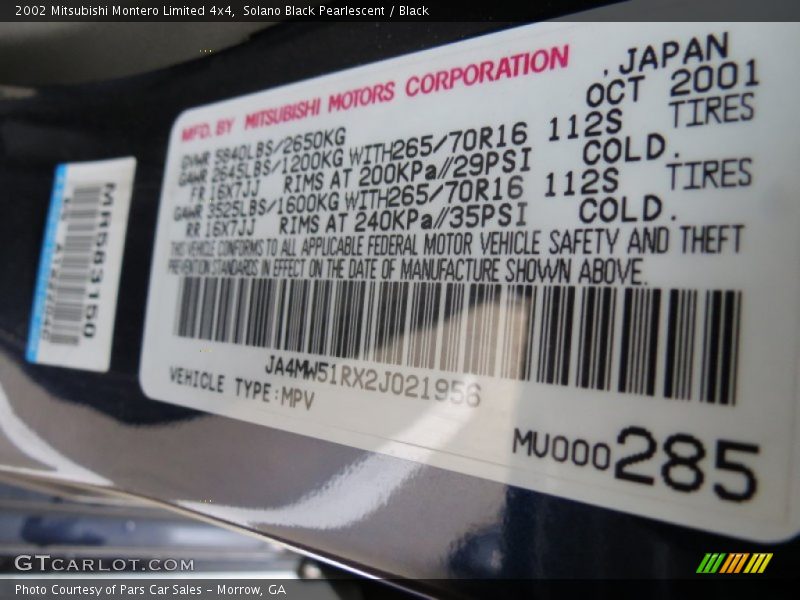 2002 Mitsubishi Montero Limited 4x4,  Solano Black Pearlescent / Black
MFD. BY MITSUBISHI MOTORS CORPORATION , JAPAN
OCT 2001
GVWR 5840LBS/2650KG
GAWR 2645LBS/1200KG WITH265/70R16 112S TIRES
FR 16X7JJ RIMS AT 200KPa//29PSI COLD.
GAWR 3525LBS/1600KG WITH265/70R16 112S TIRES
RR 16X7JJ RIMS AT 240KPa//35PSI COLD.
THIS VEHICLE CONFORMS TO ALL APPLICABLE FEDERAL MOTOR VEHICLE SAFETY AND THEFT
PREVENTION STANDARDS IN EFFECT ON THE DATE OF MANUFACTURE SHOWN ABOVE.
JA4MW51RX2J021956
VEHICLE TYPE:MPV
MU000285
MR583150
GTCARLOT.COM
Photo Courtesy of Pars Car Sales - Morrow, GA